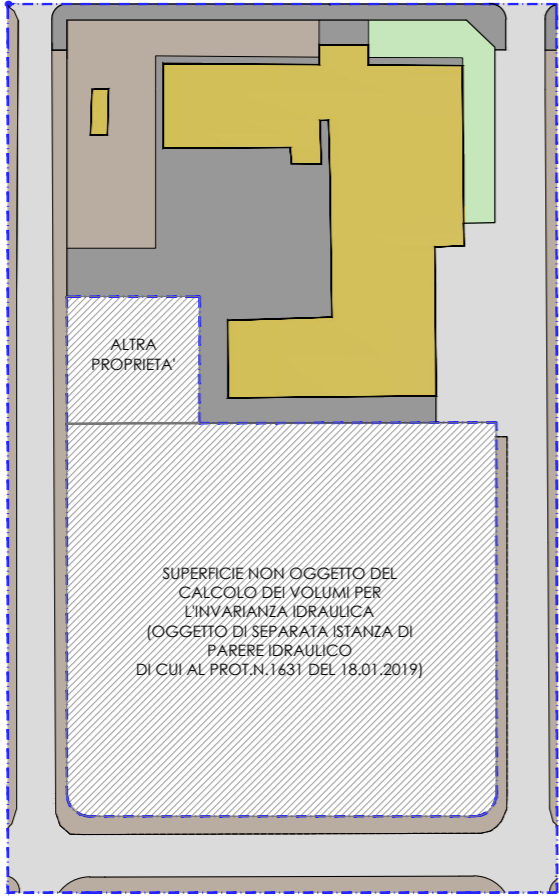 ALTRA
PROPRIETA'
SUPERFICIE NON OGGETTO DEL
CALCOLO DEI VOLUMI PER
L'INVARIANZA IDRAULICA
(OGGETTO DI SEPARATA ISTANZA DI
PARERE IDRAULICO
DI CUI AL PROT.N.1631 DEL 18.01.2019)